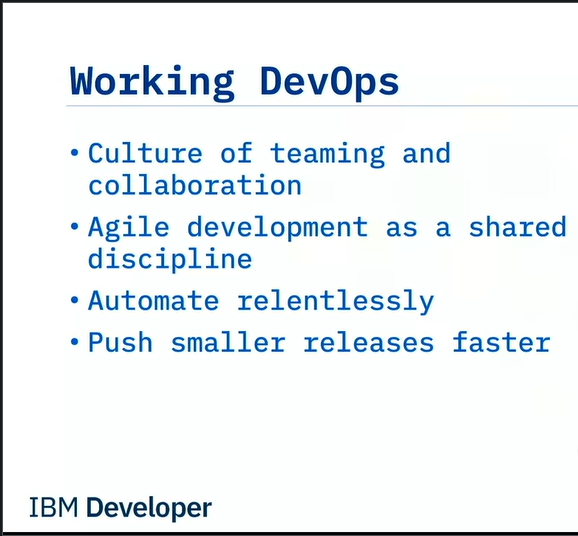 Working DevOps
• Culture of teaming and
collaboration
• Agile development as a shared
discipline
• Automate relentlessly
• Push smaller releases faster
IBM Developer